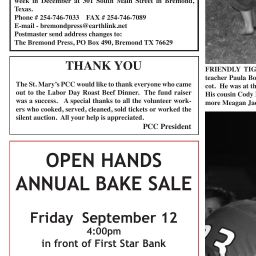 week in December at 301 South Main Street in Bremond,
Texas.
Phone # 254-746-7033 FAX # 254-746-7089
E-mail - bremondpress@earthlink.net
Postmaster send address changes to:
The Bremond Press, PO Box 490, Bremond TX 76629
THANK YOU
The St. Mary's PCC would like to thank everyone who came
out to the Labor Day Roast Beef Dinner. The fund raiser
was a success. A special thanks to all the volunteer work-
ers who cooked, served, cleaned, sold tickets or worked the
silent auction. All your help is appreciated.
PCC President
OPEN HANDS
ANNUAL BAKE SALE
Friday September 12
4:00pm
in front of First Star Bank
FRIENDLY TIG
teacher Paula Bo
cot. He was at th
His cousin Cody
more Meagan Jac